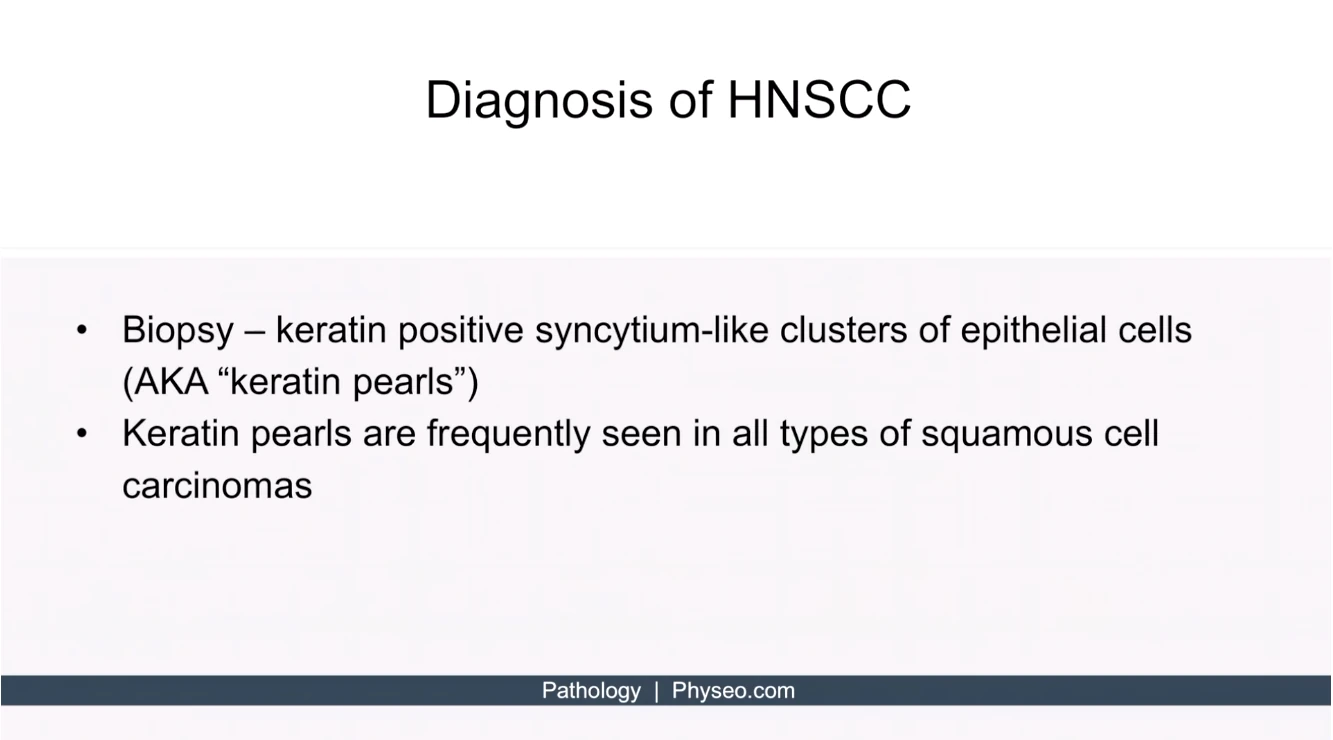 Diagnosis of HNSCC
• Biopsy – keratin positive syncytium-like clusters of epithelial cells
(AKA “keratin pearls”)
• Keratin pearls are frequently seen in all types of squamous cell
carcinomas
Pathology | Physeo.com